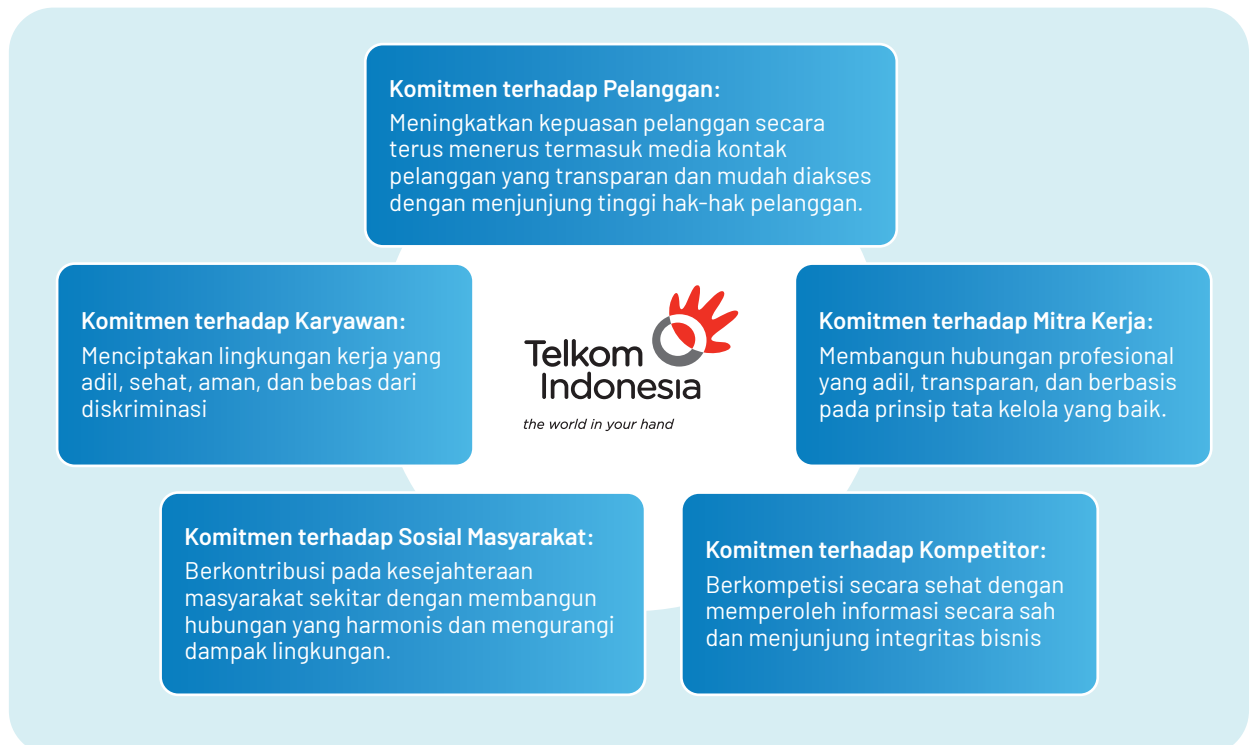 Komitmen terhadap Pelanggan:
Meningkatkan kepuasan pelanggan secara
terus menerus termasuk media kontak
pelanggan yang transparan dan mudah diakses
dengan menjunjung tinggi hak-hak pelanggan.
Komitmen terhadap Karyawan:
Menciptakan lingkungan kerja yang
adil, sehat, aman, dan bebas dari
diskriminasi
Telkom
Indonesia
the world in your hand
Komitmen terhadap Mitra Kerja:
Membangun hubungan profesional
yang adil, transparan, dan berbasis
pada prinsip tata kelola yang baik.
Komitmen terhadap Sosial Masyarakat:
Berkontribusi pada kesejahteraan
masyarakat sekitar dengan membangun
hubungan yang harmonis dan mengurangi
dampak lingkungan.
Komitmen terhadap Kompetitor:
Berkompetisi secara sehat dengan
memperoleh informasi secara sah
dan menjunjung integritas bisnis